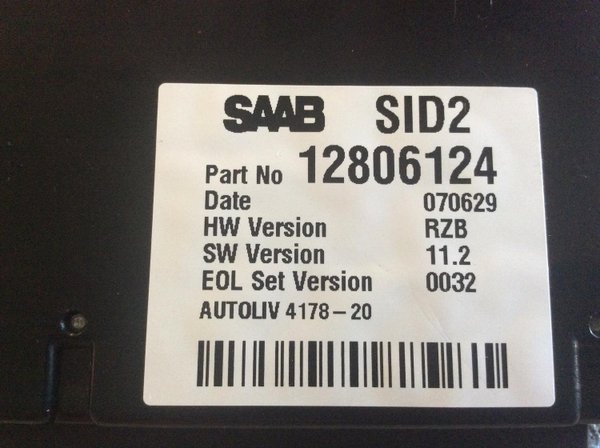 SAAB SID2
Part No 12806124
Date 070629
HW Version RZB
SW Version 11.2
EOL Set Version 0032
AUTOLIV 4178-20